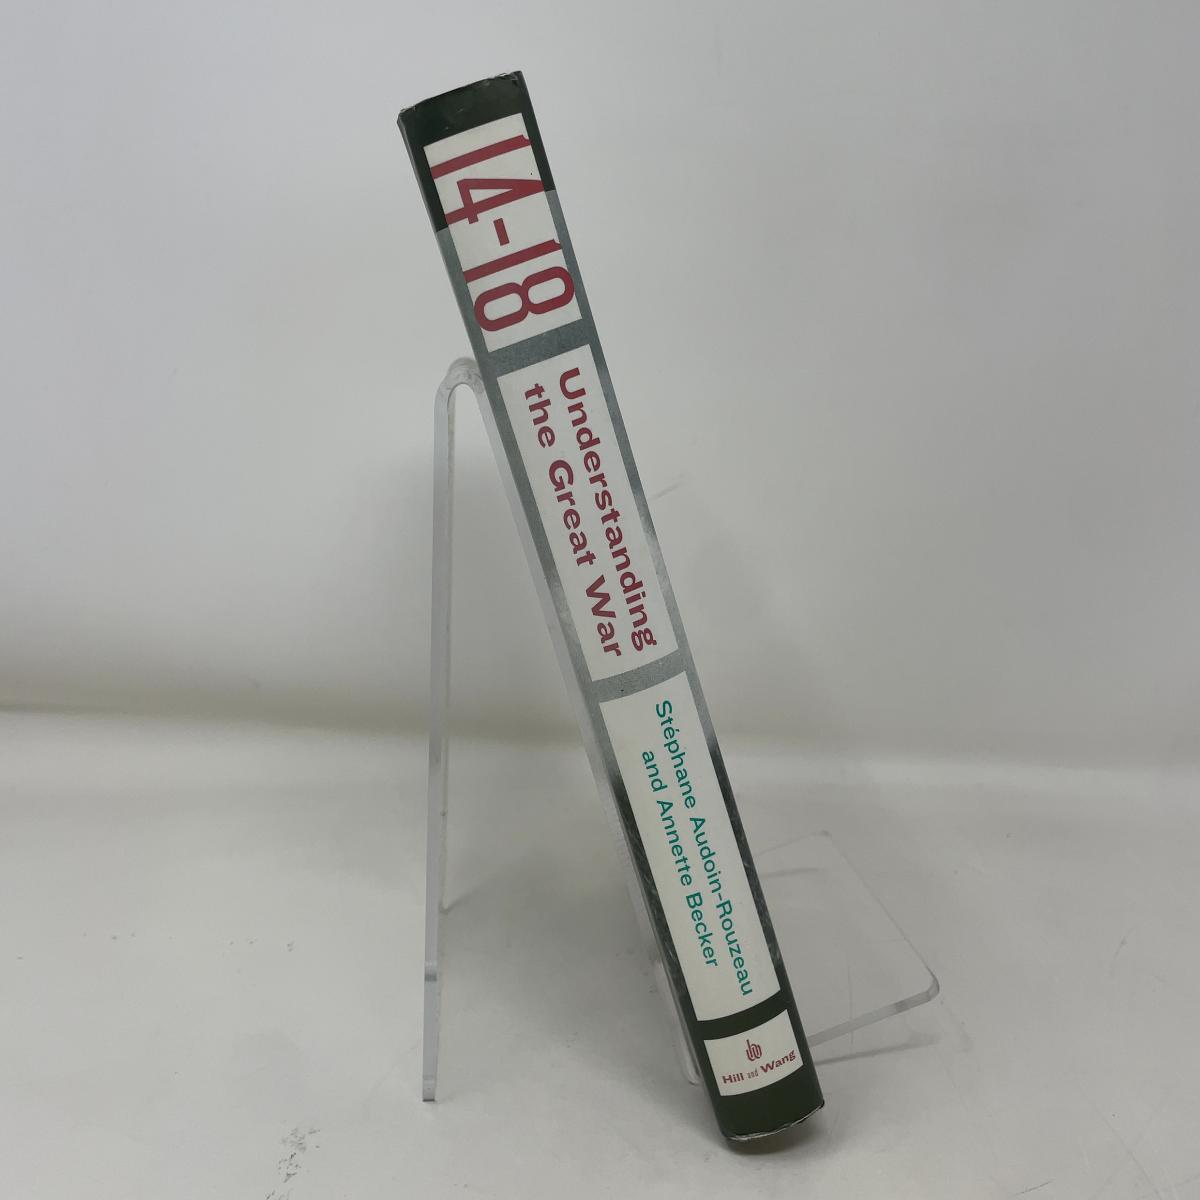 14-18
Understanding
the Great War
Stéphane Audoin-Rouzeau
and Annette Becker
Hill and Wang